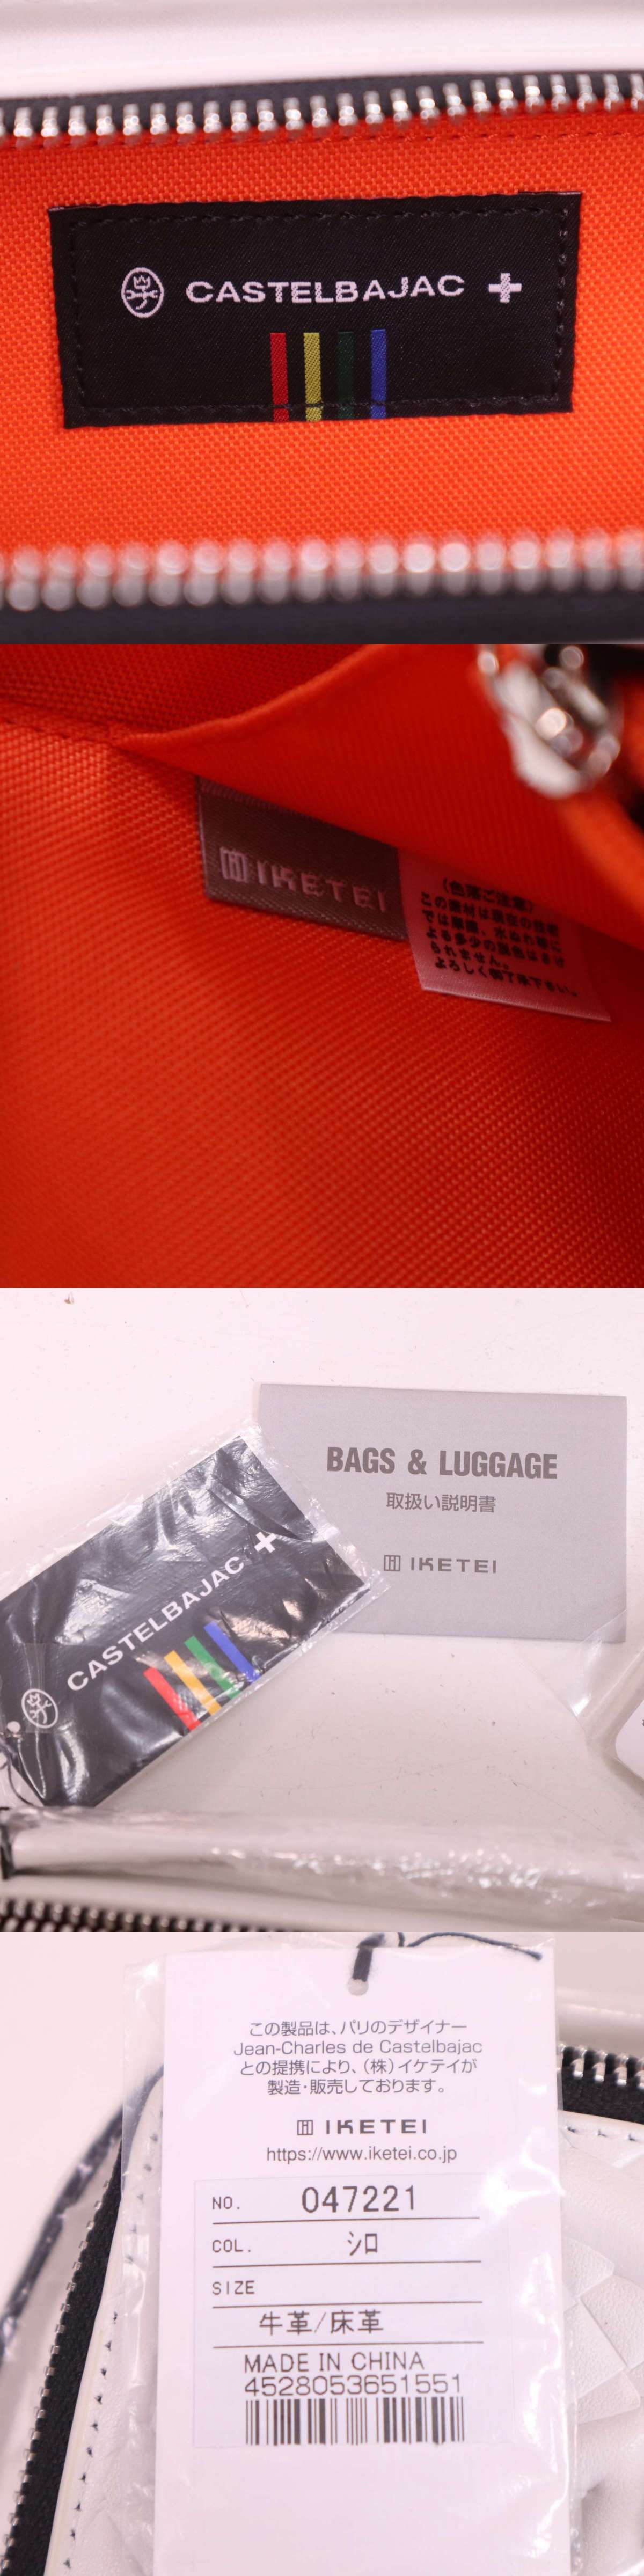 CASTELBAJAC
IKETEI
(色落ご注意)
この素材は現在の技術
では摩擦、水ぬれ等に
よる多少の脱色はさけ
られません。
よろしく御了承下さい。
BAGS & LUGGAGE
取扱い説明書
IKETEI
CASTELBAJAC
この製品は、パリのデザイナー
Jean-Charles de Castelbajac
との提携により、(株)イケテイが
製造・販売しております。
IKETEI
https://www.iketei.co.jp
NO. 047221
COL. シロ
SIZE
牛革/床革
MADE IN CHINA
4528053651551